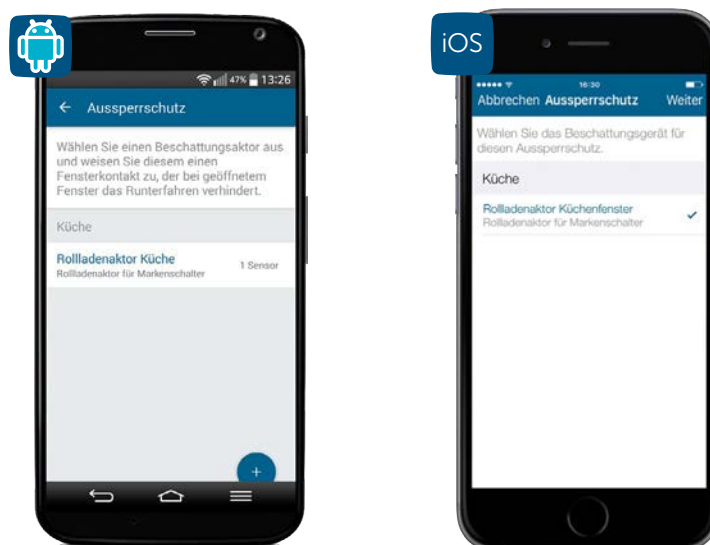 47% 13:26
Aussperrschutz
Wählen Sie einen Beschattungsaktor aus
und weisen Sie diesem einen
Fensterkontakt zu, der bei geöffnetem
Fenster das Runterfahren verhindert.
Küche
Rollladenaktor Küche
Rollladenaktor für Markenschalter
1 Sensor
iOS
16:30
Abbrechen Aussperrschutz Weiter
Wählen Sie das Beschattungsgerät für
diesen Aussperrschutz.
Küche
Rollladenaktor Küchenfenster
Rollladenaktor für Markenschalter